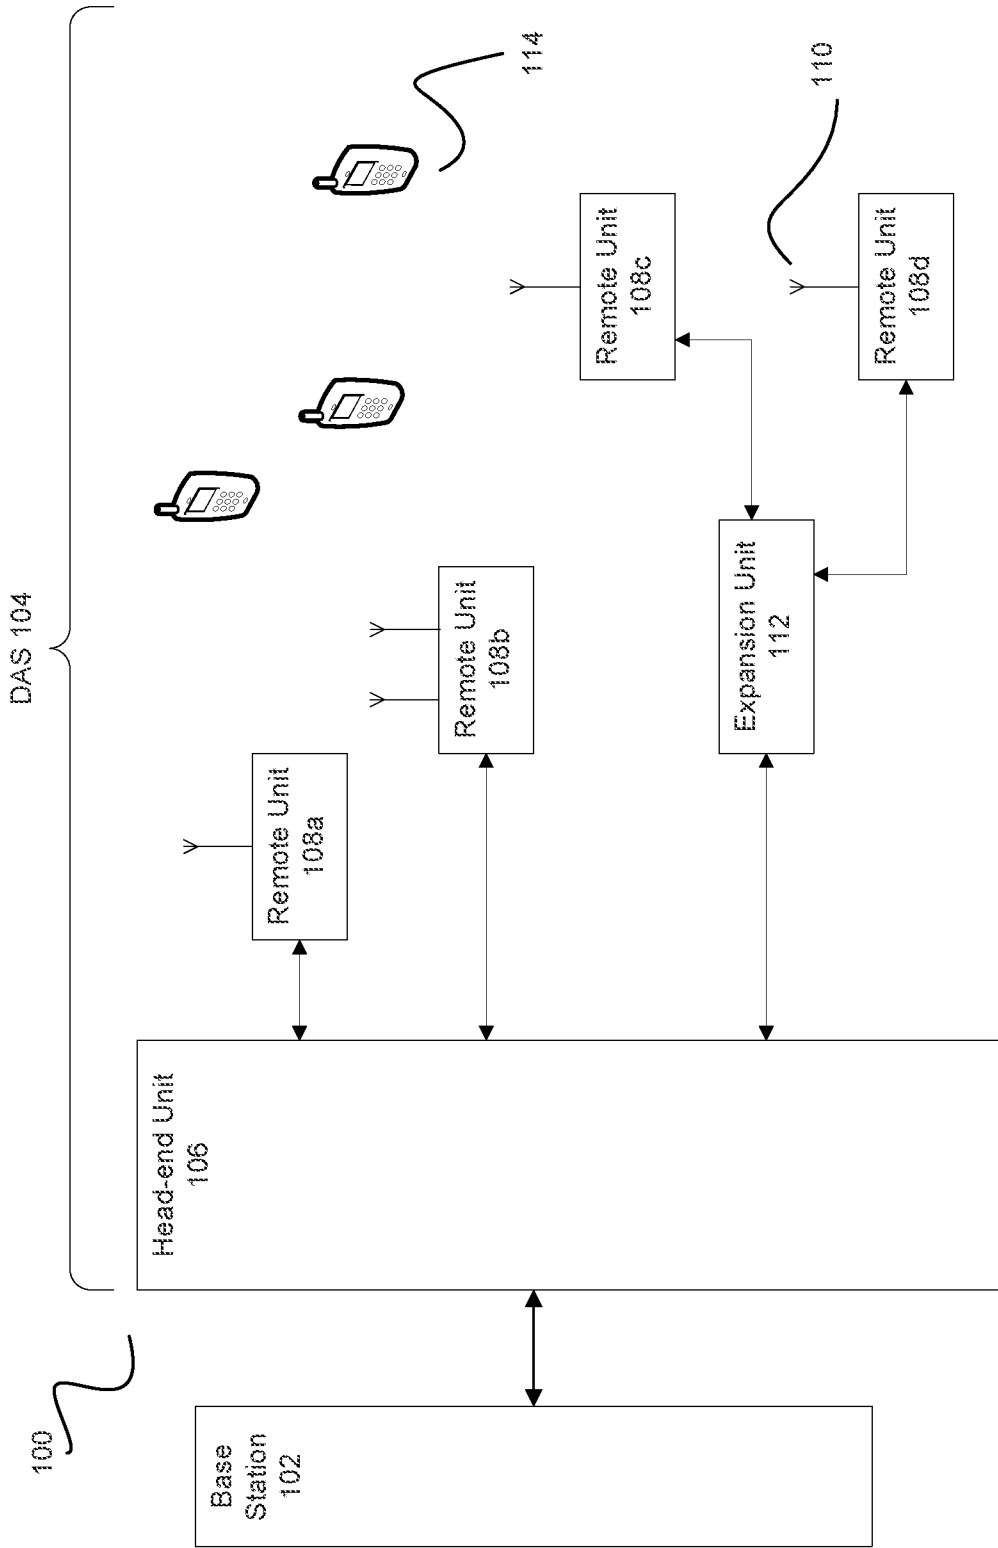 100
DAS 104
Base
Station
102
Head-end Unit
106
Remote Unit
108a
Remote Unit
108b
Expansion Unit
112
Remote Unit
108c
Remote Unit
108d
114
110